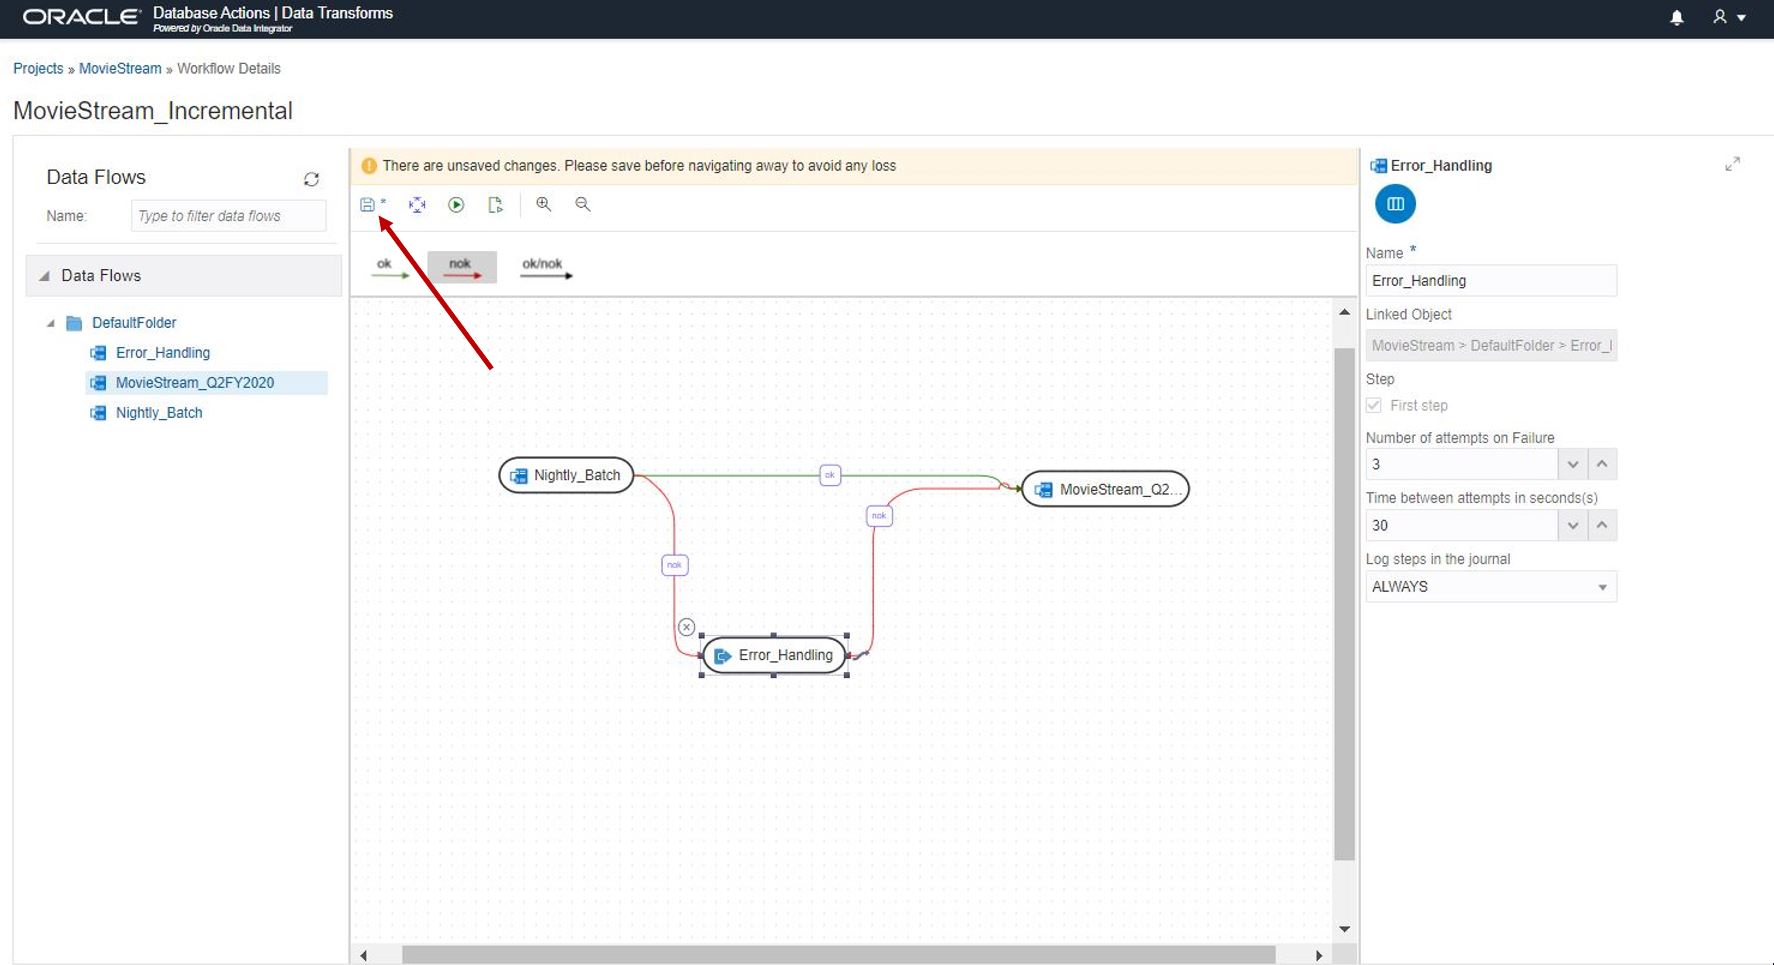 ORACLE Database Actions | Data Transforms
Powered by Oracle Data Integrator
Projects » MovieStream » Workflow Details
MovieStream_Incremental
Data Flows
Name: Type to filter data flows
Data Flows
DefaultFolder
Error_Handling
MovieStream_Q2FY2020
Nightly_Batch
There are unsaved changes. Please save before navigating away to avoid any loss
*
ok nok ok/nok
Nightly_Batch ok MovieStream_Q2...
nok
nok
Error_Handling
Error_Handling
Name *
Error_Handling
Linked Object
MovieStream > DefaultFolder > Error_
Step
First step
Number of attempts on Failure
3
Time between attempts in seconds(s)
30
Log steps in the journal
ALWAYS